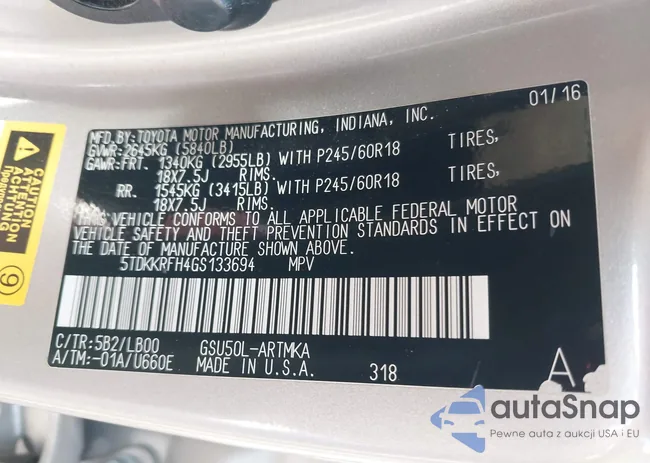 01/16
MFD.BY:TOYOTA MOTOR MANUFACTURING, INDIANA, INC.
GVWR:2645KG (5840LB)
GAWR:FRT. 1340KG (2955LB) WITH P245/60R18 TIRES,
18X7.5J RIMS.
RR. 1545KG (3415LB) WITH P245/60R18 TIRES,
18X7.5J RIMS.
THIS VEHICLE CONFORMS TO ALL APPLICABLE FEDERAL MOTOR
VEHICLE SAFETY AND THEFT PREVENTION STANDARDS IN EFFECT ON
THE DATE OF MANUFACTURE SHOWN ABOVE.
5TDKKRFH4GS133694 MPV
C/TR:5B2/LB00 GSU50L-ARTMKA
A/TM:-01A/U660E MADE IN U.S.A. 318 A
CAUTION
ATTENTION
9
autaSnap
Pewne auta z aukcji USA i EU